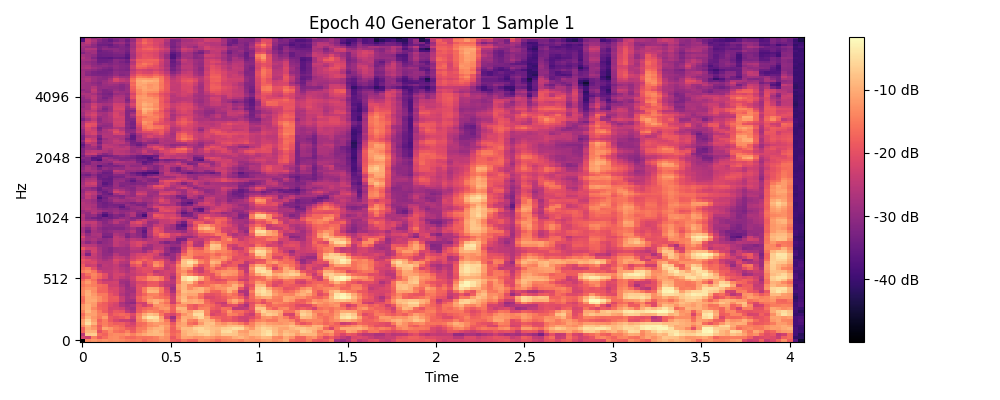 Epoch 40 Generator 1 Sample 1
Hz
4096
2048
1024
512
0
0 0.5 1 1.5 2 2.5 3 3.5 4
Time
-10 dB
-20 dB
-30 dB
-40 dB